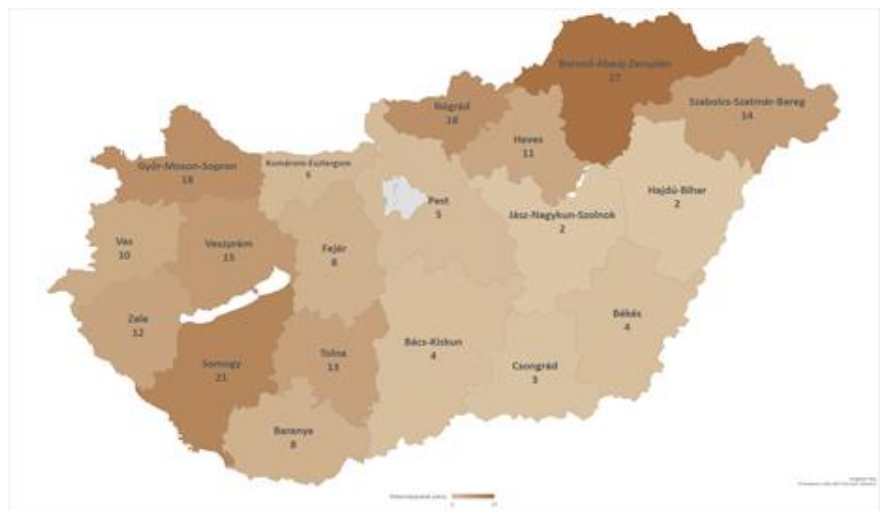 Borsod-Abaúj-Zemplén
27
Szabolcs-Szatmár-Bereg
14
Nógrád
18
Heves
11
Győr-Moson-Sopron
18
Komárom-Esztergom
6
Hajdú-Bihar
2
Pest
5
Jász-Nagykun-Szolnok
2
Vas
10
Veszprém
15
Fejér
8
Békés
4
Zala
12
Bács-Kiskun
4
Tolna
13
Somogy
21
Csongrád
3
Baranya
8